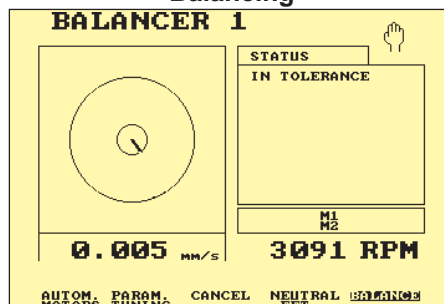 Balancing
BALANCER 1
STATUS
IN TOLERANCE
M1
M2
0.005 MM/S
3091 RPM
AUTOM. PARAM. CANCEL NEUTRAL BALANCE
MOTORS TUNING